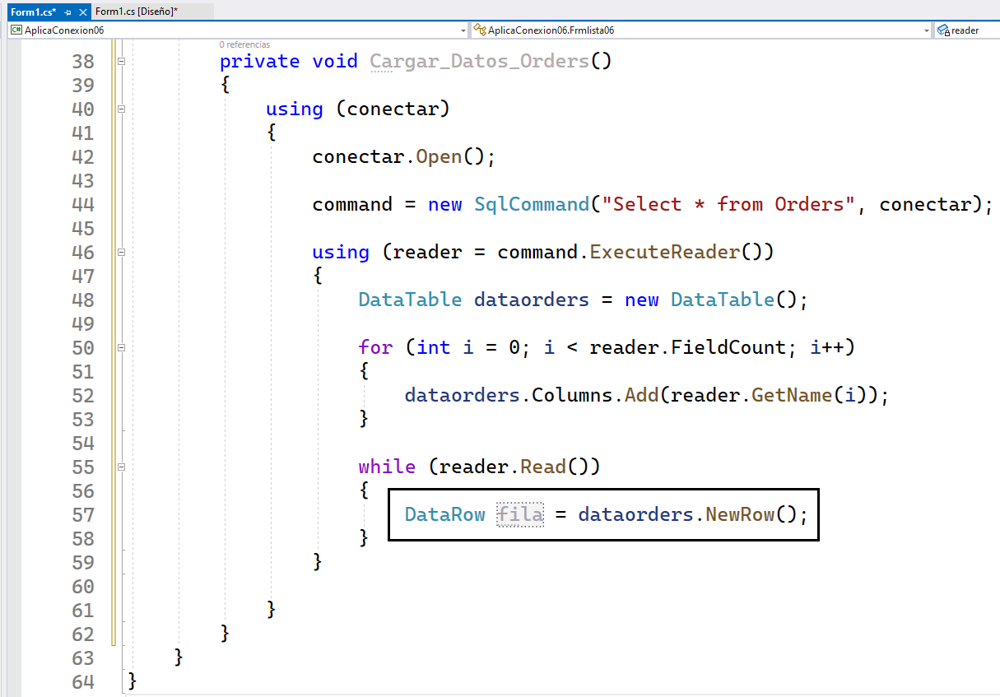 Form1.cs* Form1.cs [Diseño]*
AplicaConexion06 AplicaConexion06.Frmlista06 reader
0 referencias
38 private void Cargar_Datos_Orders()
39 {
40 using (conectar)
41 {
42 conectar.Open();
43
44 command = new SqlCommand("Select * from Orders", conectar);
45
46 using (reader = command.ExecuteReader())
47 {
48 DataTable dataorders = new DataTable();
49
50 for (int i = 0; i < reader.FieldCount; i++)
51 {
52 dataorders.Columns.Add(reader.GetName(i));
53 }
54
55 while (reader.Read())
56 {
57 DataRow fila = dataorders.NewRow();
58 }
59 }
60
61 }
62 }
63 }
64 }